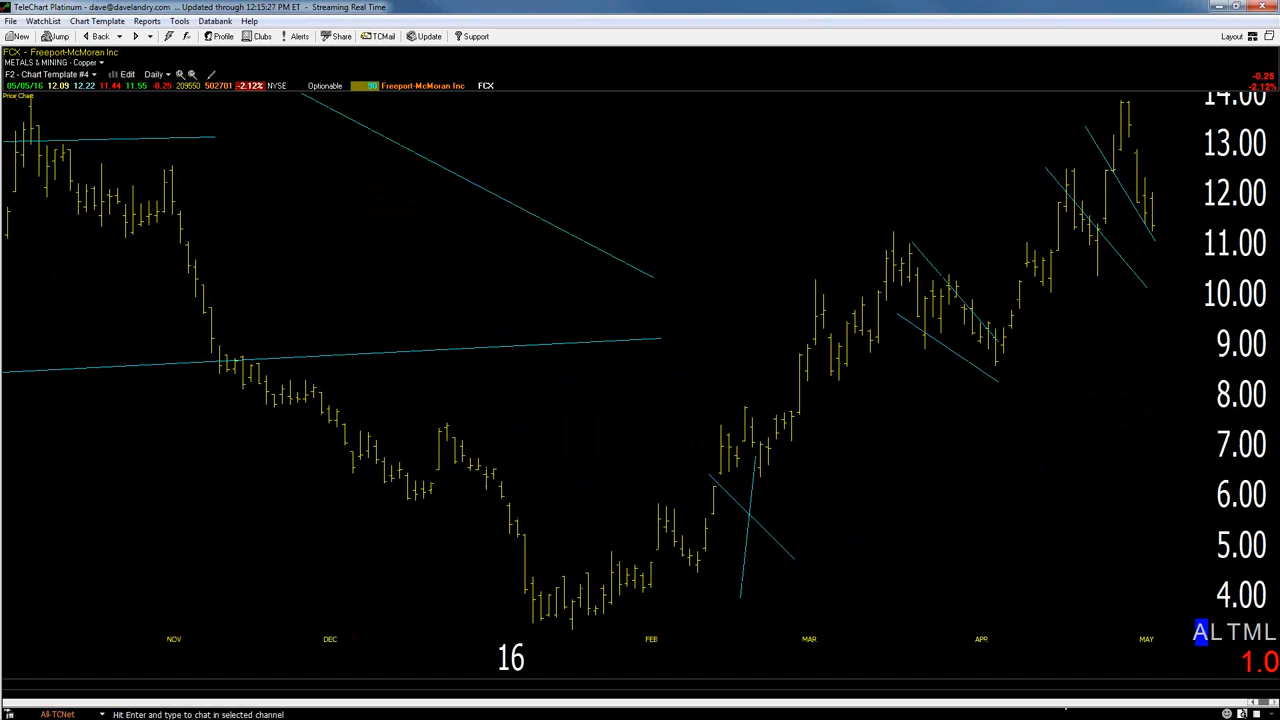 TeleChart Platinum - dave@davelandry.com ... Updated through 12:15:27 PM ET - Streaming Real Time
File WatchList Chart Template Reports Tools Databank Help
New Jump Back Profile Clubs Alerts Share TCMail Update Support Layout
FCX - Freeport-McMoran Inc
METALS & MINING - Copper
F2 - Chart Template #4 Edit Daily
-0.25
05/05/16 12.09 12.22 11.44 11.55 -0.25 209550 502701 -2.12% NYSE Optionable 90 Freeport-McMoran Inc FCX
-2.12%
Price Chart
14.00
13.00
12.00
11.00
10.00
9.00
8.00
7.00
6.00
5.00
4.00
A L T M L
NOV DEC FEB MAR APR MAY
16
1.0
All-TCNet Hit Enter and type to chat in selected channel